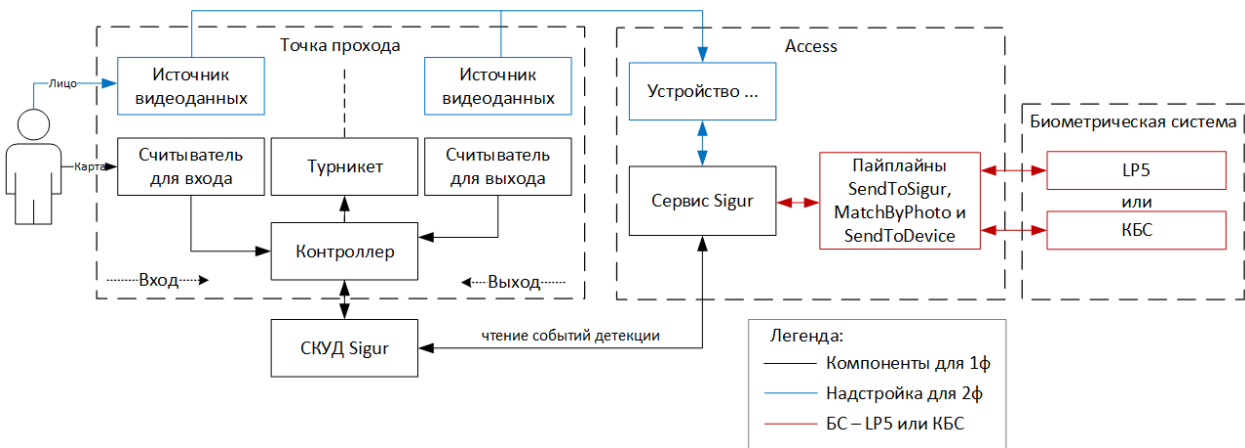 Точка прохода
Access
Источник
видеоданных
Источник
видеоданных
Устройство ...
Лицо
Биометрическая система
Карта
Считыватель
для входа
Турникет
Считыватель
для выхода
Сервис Sigur
Пайплайны
SendToSigur,
MatchByPhoto и
SendToDevice
LP5
или
КБС
Контроллер
Вход
Выход
СКУД Sigur
чтение событий детекции
Легенда:
Компоненты для 1ф
Надстройка для 2ф
БС – LP5 или КБС